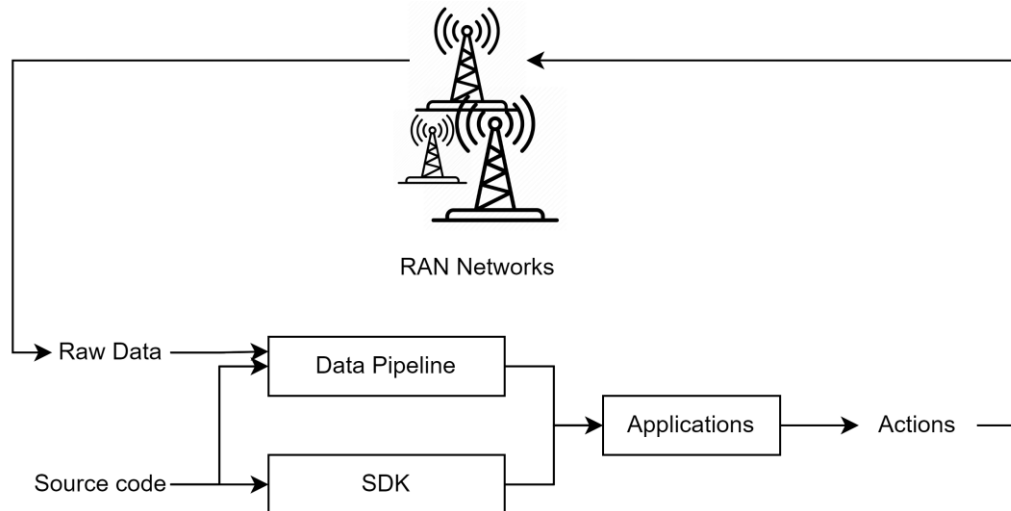 RAN Networks
Raw Data
Data Pipeline
Applications
Actions
Source code
SDK